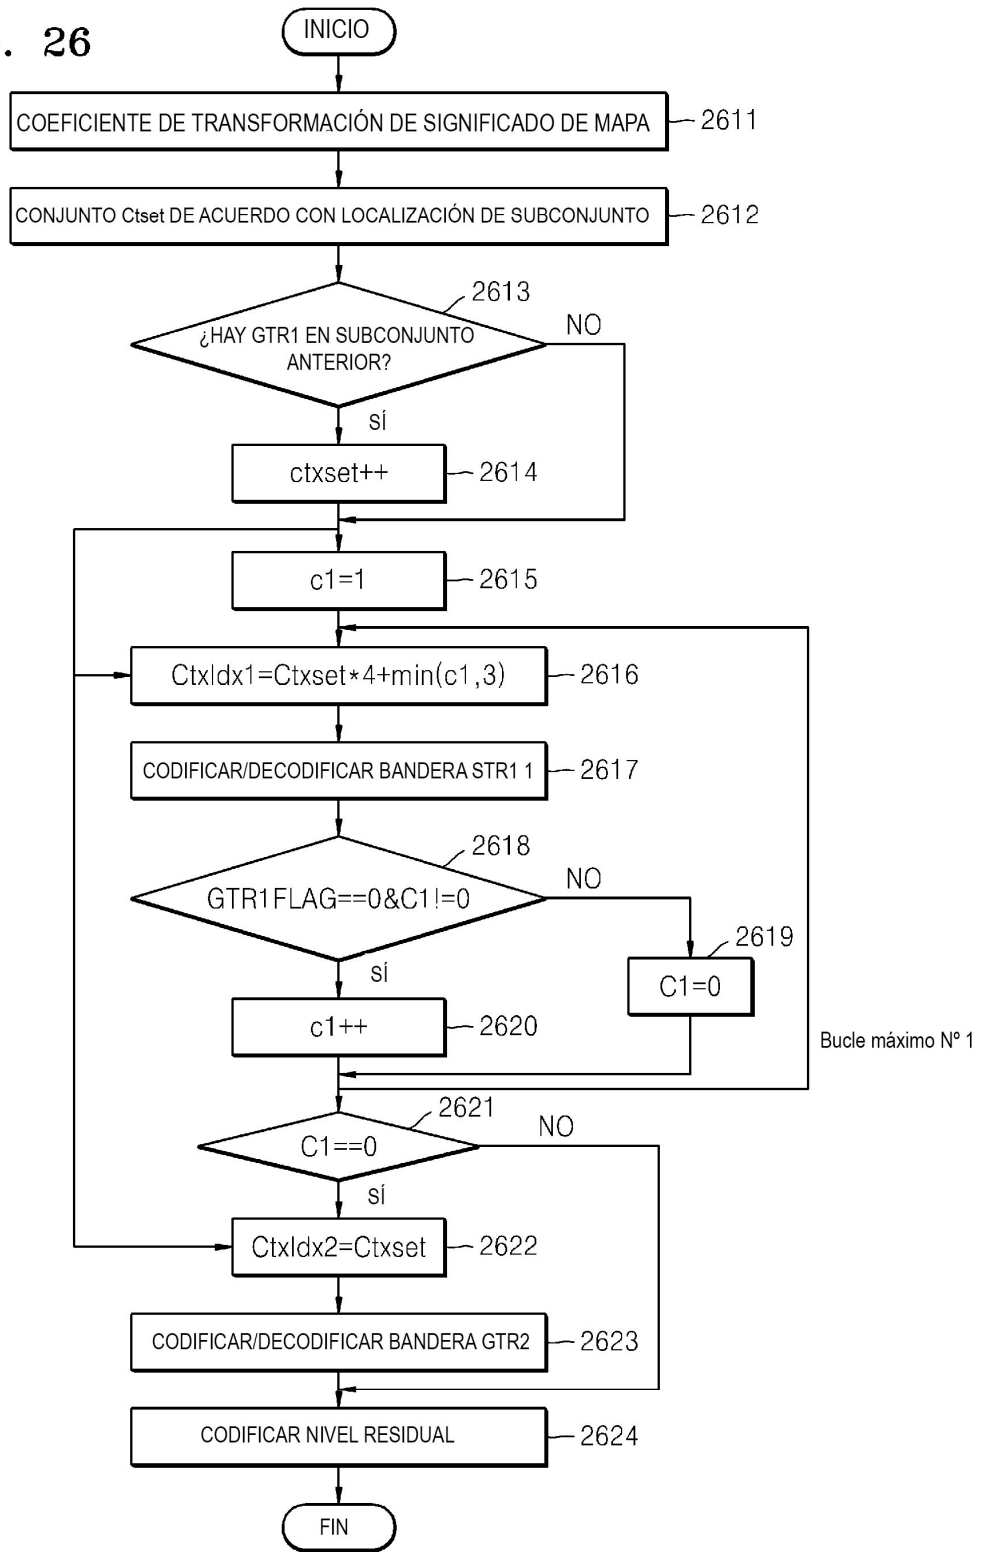 . 26
INICIO
COEFICIENTE DE TRANSFORMACIÓN DE SIGNIFICADO DE MAPA
2611
CONJUNTO Ctset DE ACUERDO CON LOCALIZACIÓN DE SUBCONJUNTO
2612
2613
¿HAY GTR1 EN SUBCONJUNTO
ANTERIOR?
NO
SÍ
ctxset++
2614
c1=1
2615
CtxIdx1=Ctxset*4+min(c1,3)
2616
CODIFICAR/DECODIFICAR BANDERA STR1 1
2617
2618
GTR1FLAG==0&C1!=0
NO
2619
C1=0
SÍ
c1++
2620
Bucle máximo Nº 1
2621
C1==0
NO
SÍ
CtxIdx2=Ctxset
2622
CODIFICAR/DECODIFICAR BANDERA GTR2
2623
CODIFICAR NIVEL RESIDUAL
2624
FIN